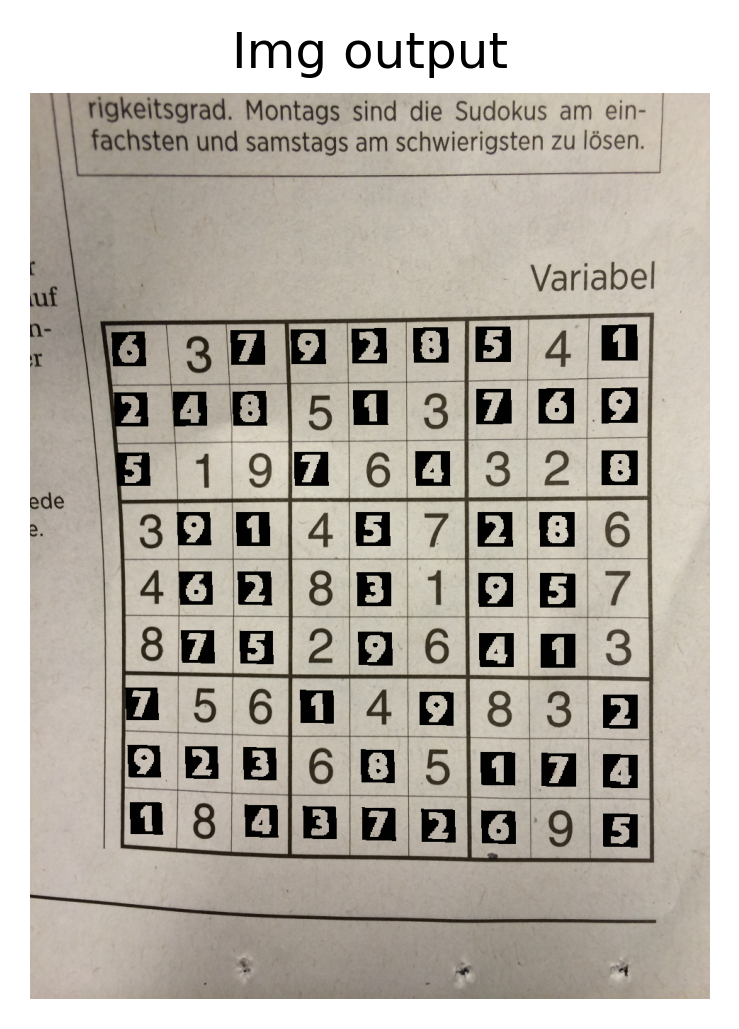 Img output
rigkeitsgrad. Montags sind die Sudokus am ein-
fachsten und samstags am schwierigsten zu lösen.
Variabel
r
uf
n-
er
ede
e.
6 3 7 9 2 8 5 4 1
2 4 8 5 1 3 7 6 9
5 1 9 7 6 4 3 2 8
3 9 1 4 5 7 2 8 6
4 6 2 8 3 1 9 5 7
8 7 5 2 9 6 4 1 3
7 5 6 1 4 9 8 3 2
9 2 3 6 8 5 1 7 4
1 8 4 3 7 2 6 9 5